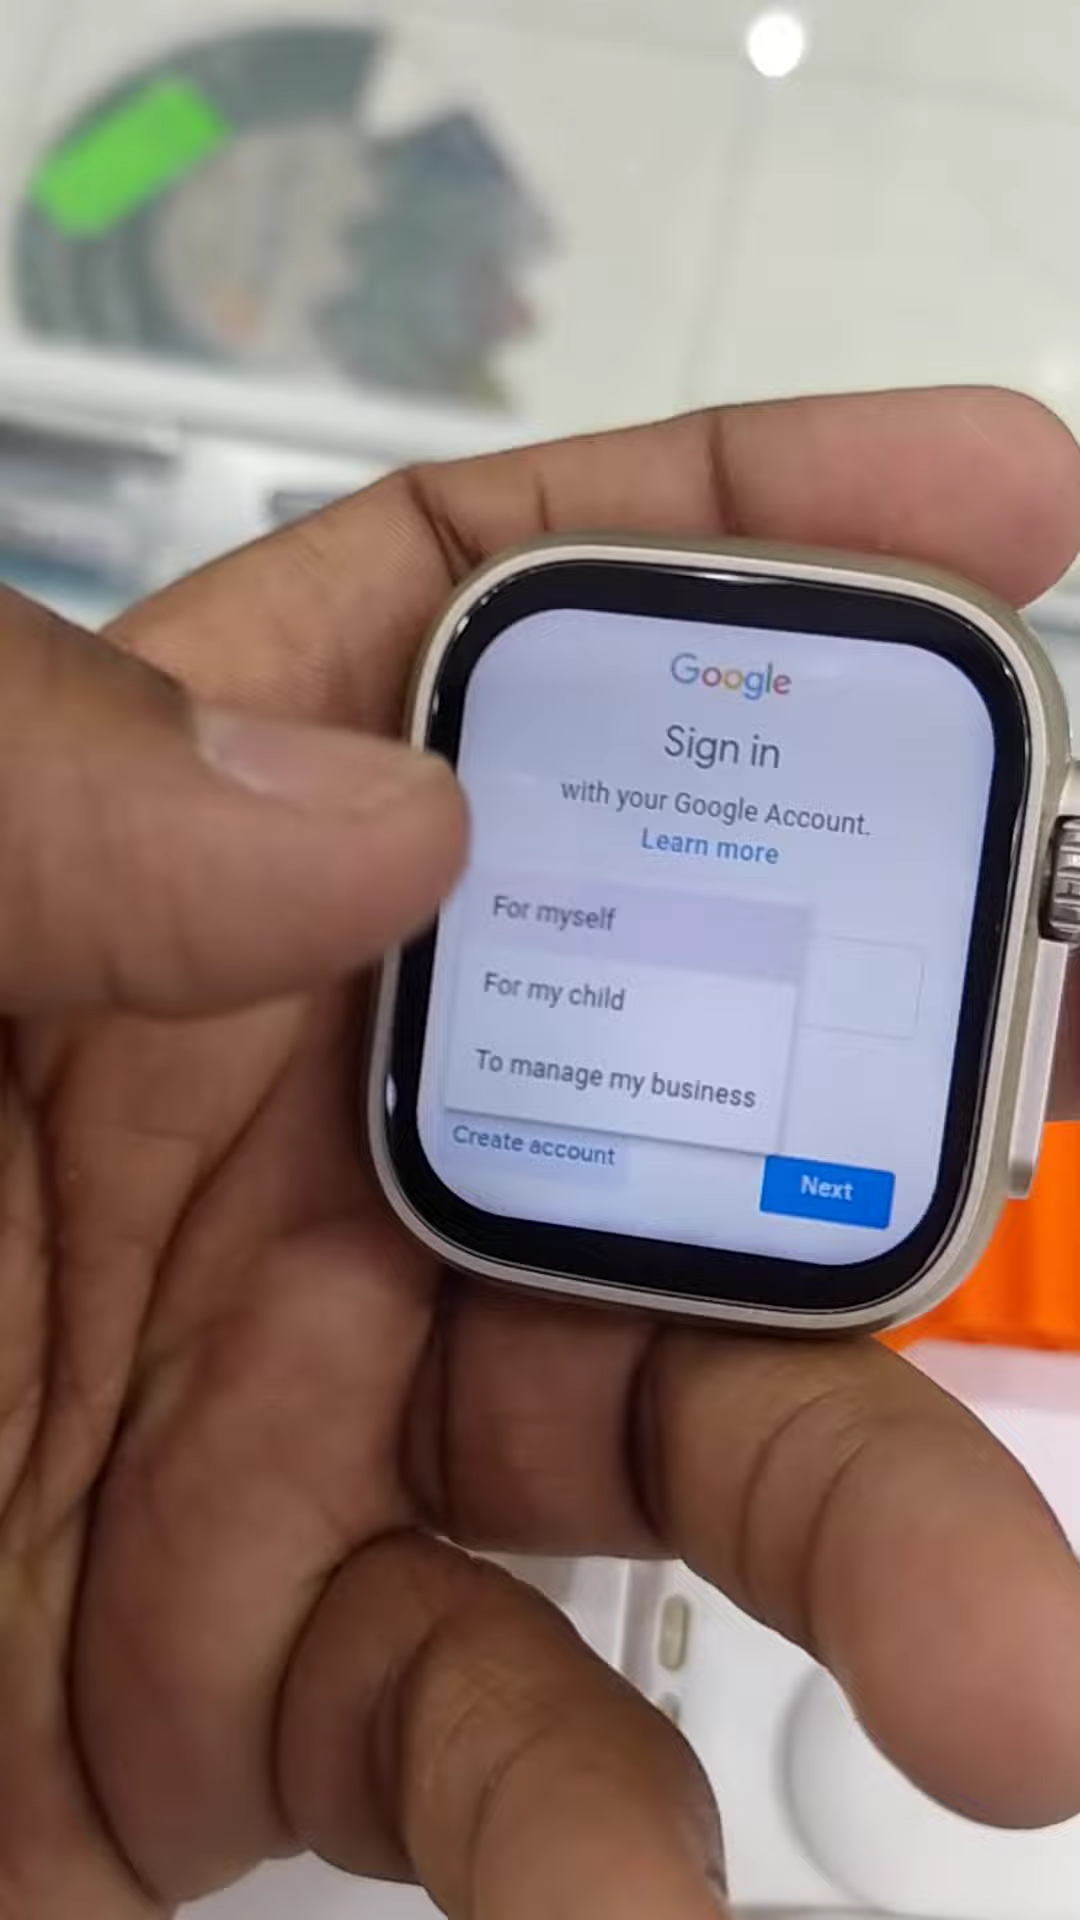 Google
Sign in
with your Google Account.
Learn more
For myself
For my child
To manage my business
Create account
Next